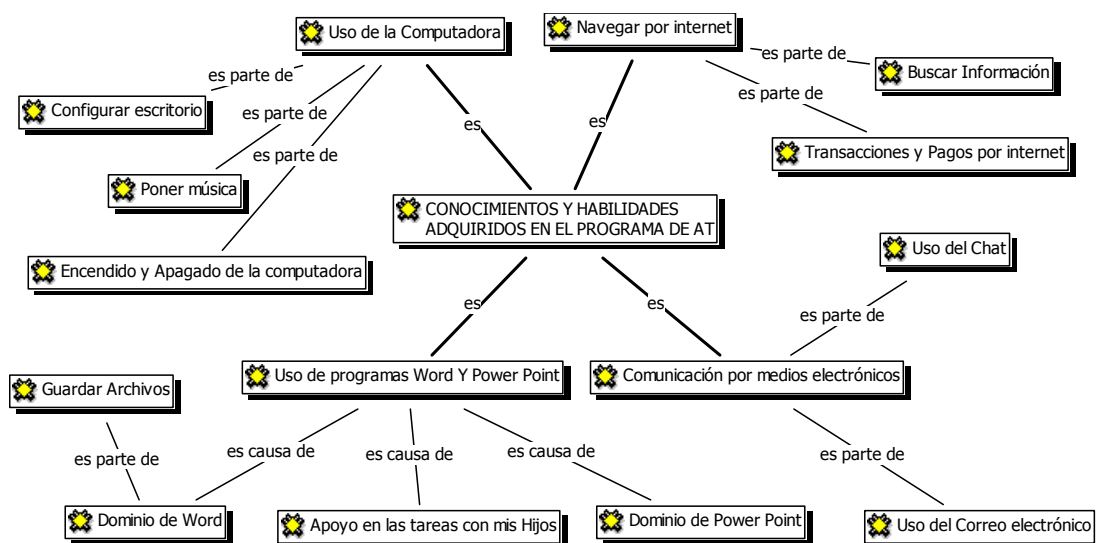 Uso de la Computadora
Navegar por internet
es parte de
es parte de
Buscar Información
Configurar escritorio
es parte de
es parte de
es
es
es parte de
Transacciones y Pagos por internet
Poner música
CONOCIMIENTOS Y HABILIDADES
ADQUIRIDOS EN EL PROGRAMA DE AT
Uso del Chat
Encendido y Apagado de la computadora
es
es
es parte de
Guardar Archivos
Uso de programas Word Y Power Point
Comunicación por medios electrónicos
es parte de
es causa de
es causa de
es causa de
es parte de
Dominio de Word
Apoyo en las tareas con mis Hijos
Dominio de Power Point
Uso del Correo electrónico